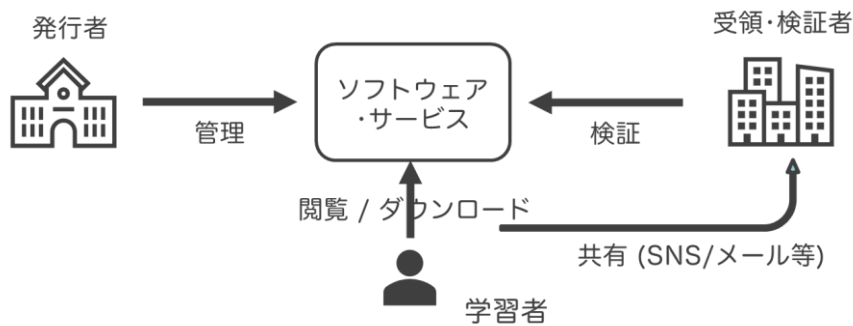 発行者
受領・検証者
ソフトウェア
・サービス
管理
検証
閲覧 / ダウンロード
共有 (SNS/メール等)
学習者